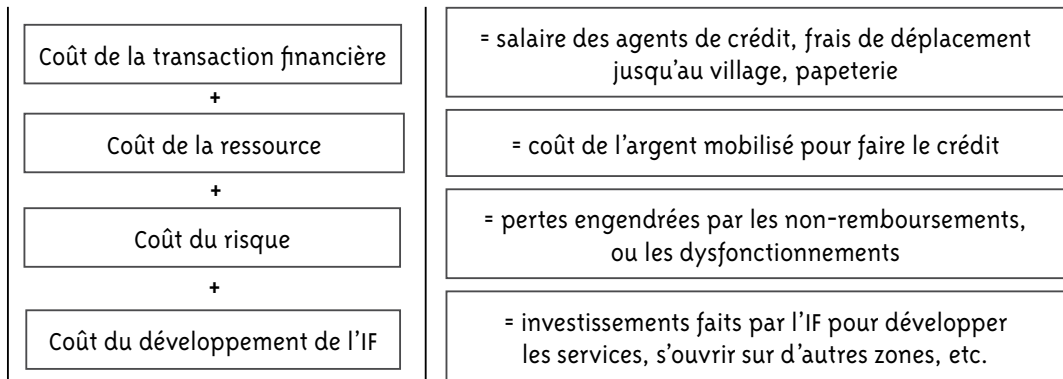 Coût de la transaction financière
= salaire des agents de crédit, frais de déplacement
jusqu'au village, papeterie
+
Coût de la ressource
= coût de l'argent mobilisé pour faire le crédit
+
Coût du risque
= pertes engendrées par les non-remboursements,
ou les dysfonctionnements
+
Coût du développement de l'IF
= investissements faits par l'IF pour développer
les services, s'ouvrir sur d'autres zones, etc.